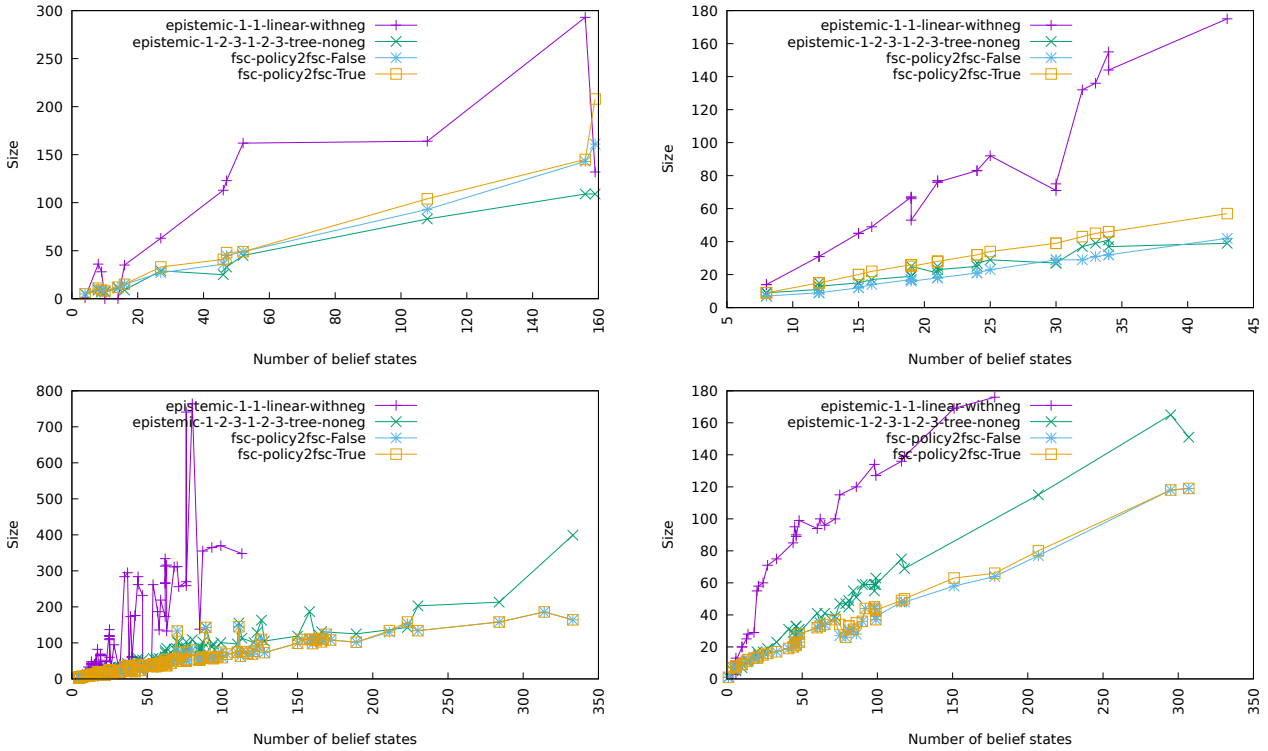 300
250
200
150
100
50
0
Size
0
20
40
60
80
100
120
140
160
Number of belief states
epistemic-1-1-linear-withneg
epistemic-1-2-3-1-2-3-tree-noneg
fsc-policy2fsc-False
fsc-policy2fsc-True
180
160
140
120
100
80
60
40
20
0
Size
5
10
15
20
25
30
35
40
45
Number of belief states
epistemic-1-1-linear-withneg
epistemic-1-2-3-1-2-3-tree-noneg
fsc-policy2fsc-False
fsc-policy2fsc-True
800
700
600
500
400
300
200
100
0
Size
0
50
100
150
200
250
300
350
Number of belief states
epistemic-1-1-linear-withneg
epistemic-1-2-3-1-2-3-tree-noneg
fsc-policy2fsc-False
fsc-policy2fsc-True
180
160
140
120
100
80
60
40
20
0
Size
0
50
100
150
200
250
300
350
Number of belief states
epistemic-1-1-linear-withneg
epistemic-1-2-3-1-2-3-tree-noneg
fsc-policy2fsc-False
fsc-policy2fsc-True